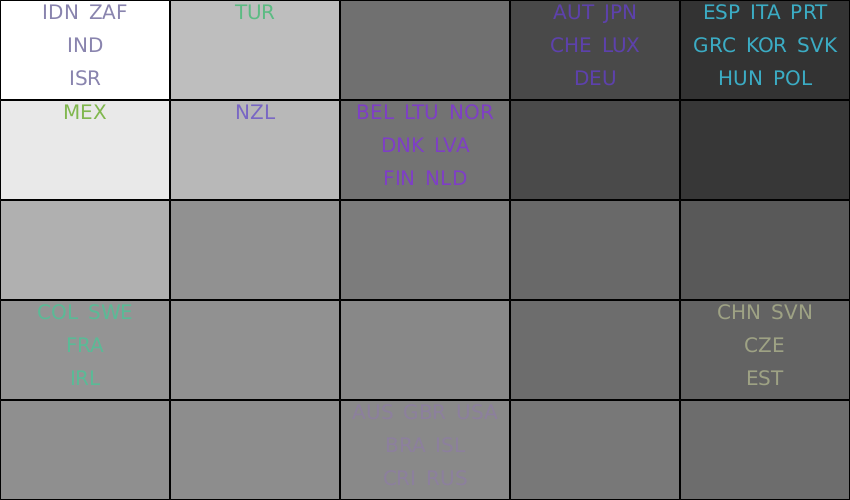 IDN ZAF
IND
ISR
TUR
AUT JPN
CHE LUX
DEU
ESP ITA PRT
GRC KOR SVK
HUN POL
MEX
NZL
BEL LTU NOR
DNK LVA
FIN NLD
COL SWE
FRA
IRL
CHN SVN
CZE
EST
AUS GBR USA
BRA ISL
CRI RUS